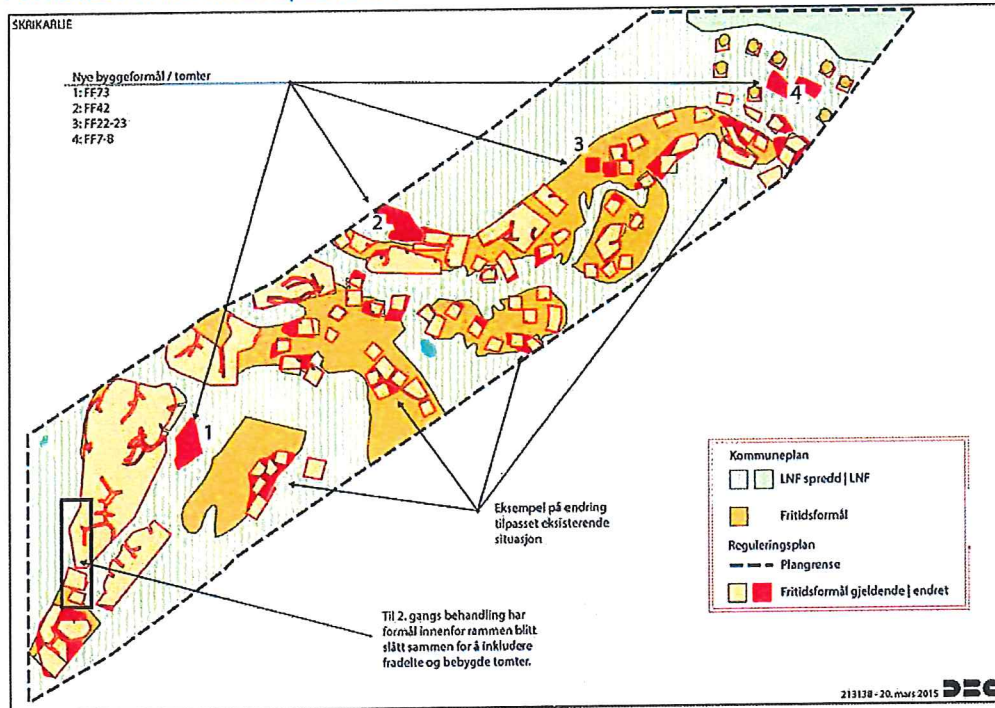 SKRIKARLIE
Nye byggeformål / tomter
1: FF73
2: FF42
3: FF22-23
4: FF7-8
4
3
2
1
Eksempel på endring
tilpasset eksisterende
situasjon
Til 2. gangs behandling har
formål innenfor rammen blitt
slått sammen for å inkludere
fradelte og bebygde tomter.
Kommuneplan
LNF spredd | LNF
Fritidsformål
Reguleringsplan
Plangrense
Fritidsformål gjeldende | endret
213138 - 20. mars 2015